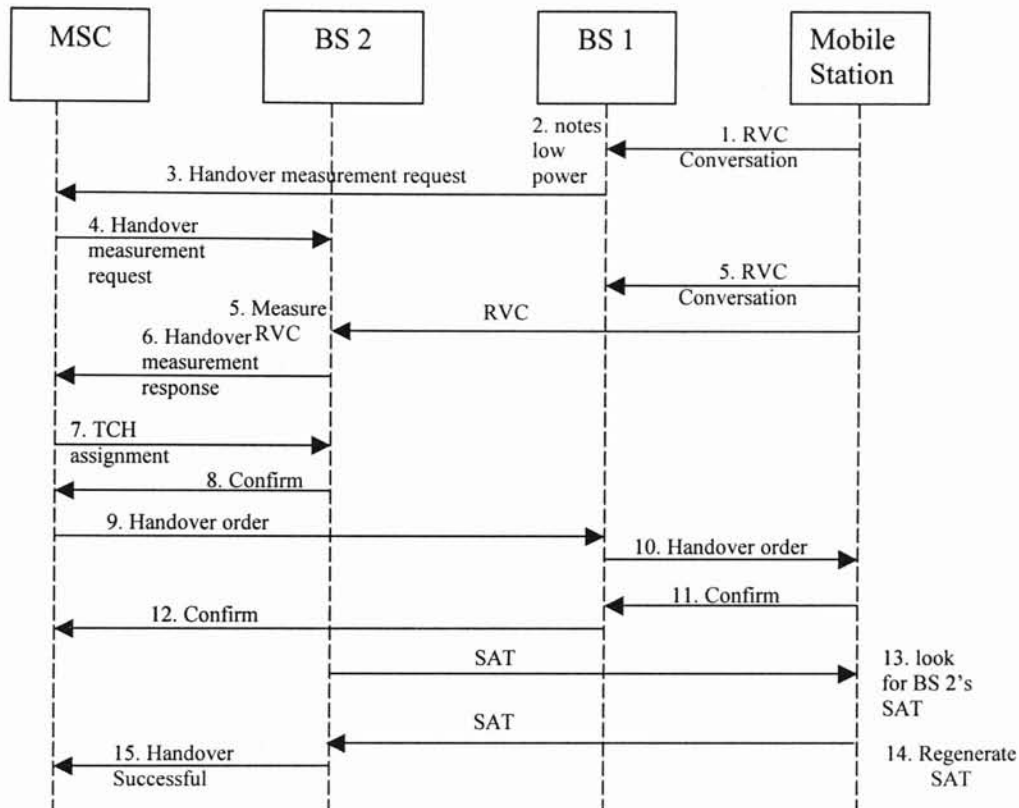 MSC
BS 2
BS 1
Mobile
Station
2. notes
low
power
1. RVC
Conversation
3. Handover measurement request
4. Handover
measurement
request
5. RVC
Conversation
5. Measure
RVC
RVC
6. Handover
measurement
response
7. TCH
assignment
8. Confirm
9. Handover order
10. Handover order
11. Confirm
12. Confirm
SAT
13. look
for BS 2's
SAT
SAT
14. Regenerate
SAT
15. Handover
Successful